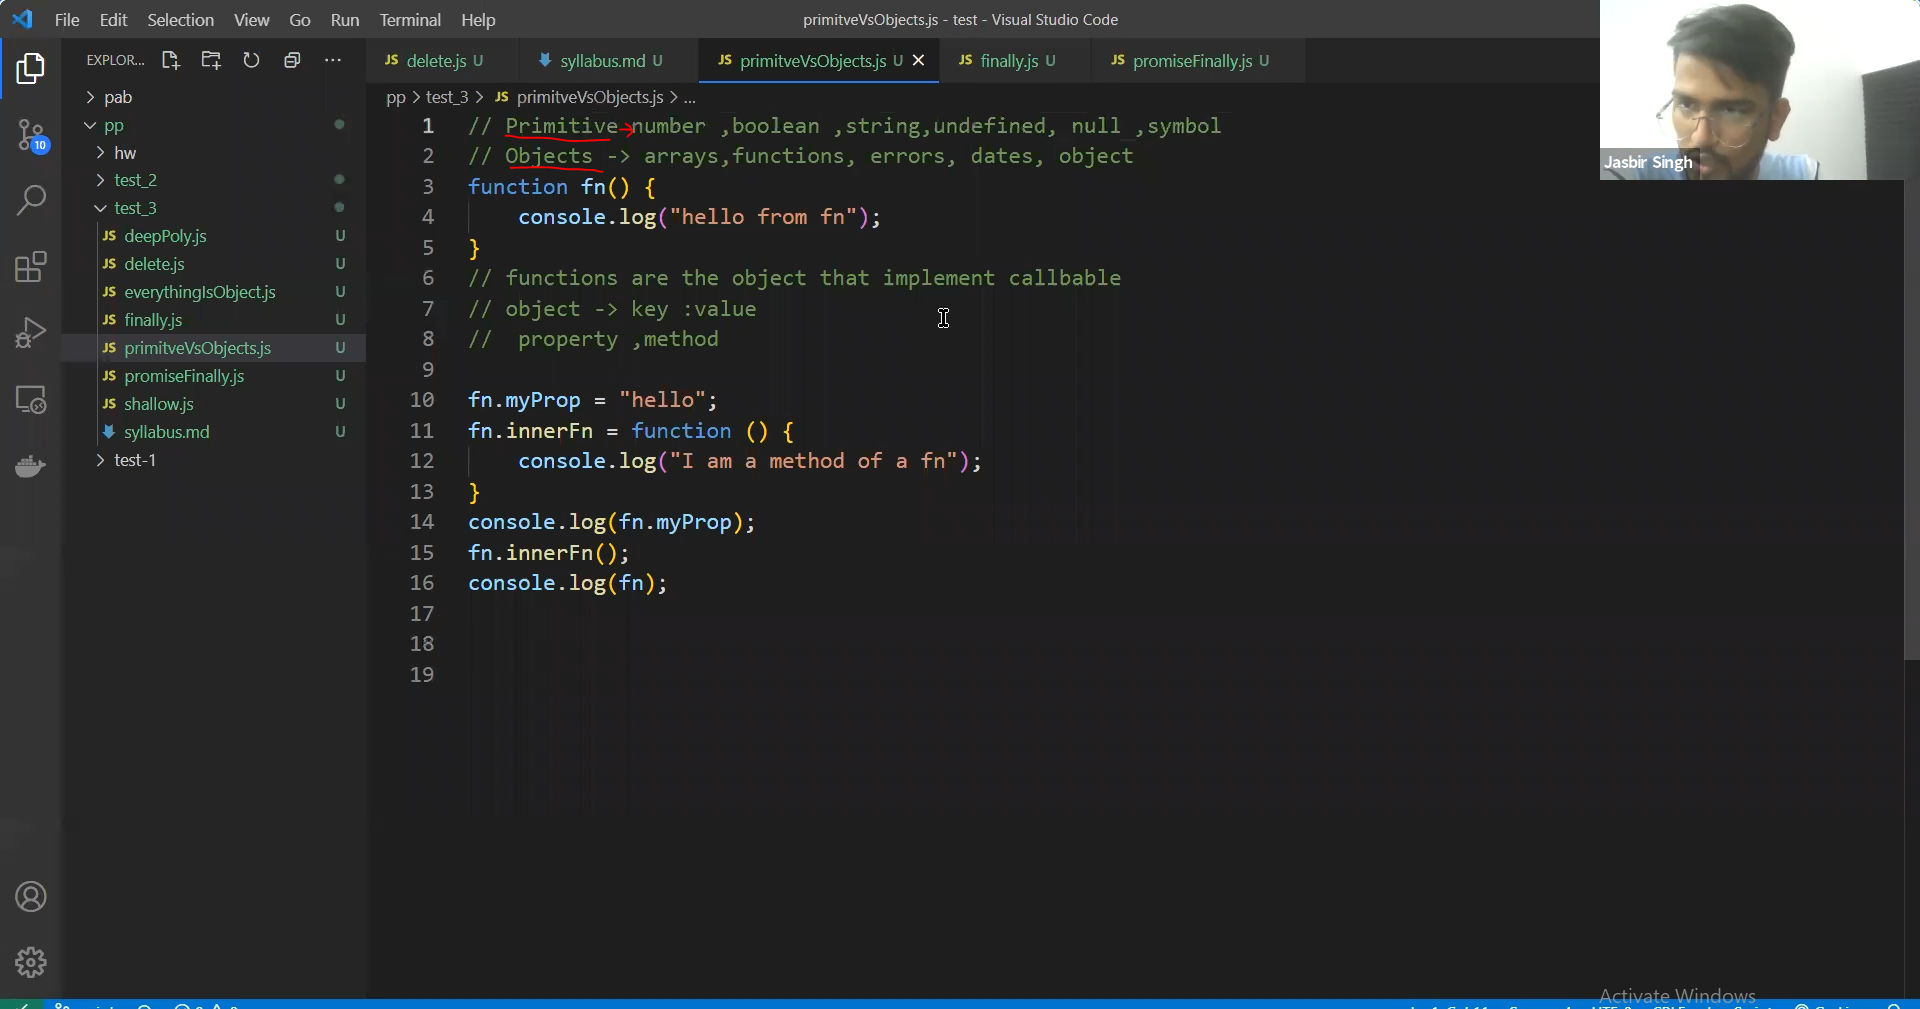 File Edit Selection View Go Run Terminal Help
primitveVsObjects.js - test - Visual Studio Code
EXPLOR...
delete.js U
syllabus.md U
JS primitveVsObjects.js U
JS finally.js U
JS promiseFinally.js U
pp > test_3 > JS primitveVsObjects.js > ...
Jasbir Singh
10
pab
pp
hw
test_2
test_3
JS deepPoly.js U
JS delete.js U
JS everythingIsObject.js U
JS finally.js U
JS primitveVsObjects.js U
JS promiseFinally.js U
JS shallow.js U
syllabus.md U
test-1
1 // Primitive →number ,boolean ,string,undefined, null ,symbol
2 // Objects -> arrays,functions, errors, dates, object
3 function fn() {
4 console.log("hello from fn");
5 }
6 // functions are the object that implement callbable
7 // object -> key :value
8 // property ,method
9
10 fn.myProp = "hello";
11 fn.innerFn = function () {
12 console.log("I am a method of a fn");
13 }
14 console.log(fn.myProp);
15 fn.innerFn();
16 console.log(fn);
17
18
19
Activate Windows